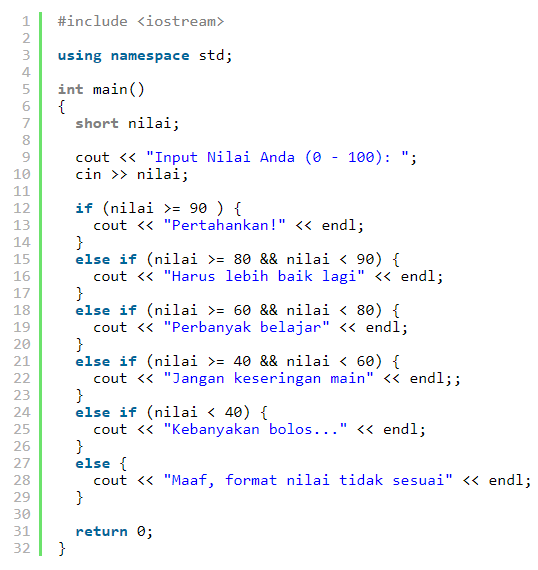 1 #include <iostream>
2
3 using namespace std;
4
5 int main()
6 {
7   short nilai;
8
9   cout << "Input Nilai Anda (0 - 100): ";
10   cin >> nilai;
11
12   if (nilai >= 90 ) {
13     cout << "Pertahankan!" << endl;
14   }
15   else if (nilai >= 80 && nilai < 90) {
16     cout << "Harus lebih baik lagi" << endl;
17   }
18   else if (nilai >= 60 && nilai < 80) {
19     cout << "Perbanyak belajar" << endl;
20   }
21   else if (nilai >= 40 && nilai < 60) {
22     cout << "Jangan keseringan main" << endl;;
23   }
24   else if (nilai < 40) {
25     cout << "Kebanyakan bolos..." << endl;
26   }
27   else {
28     cout << "Maaf, format nilai tidak sesuai" << endl;
29   }
30
31   return 0;
32 }